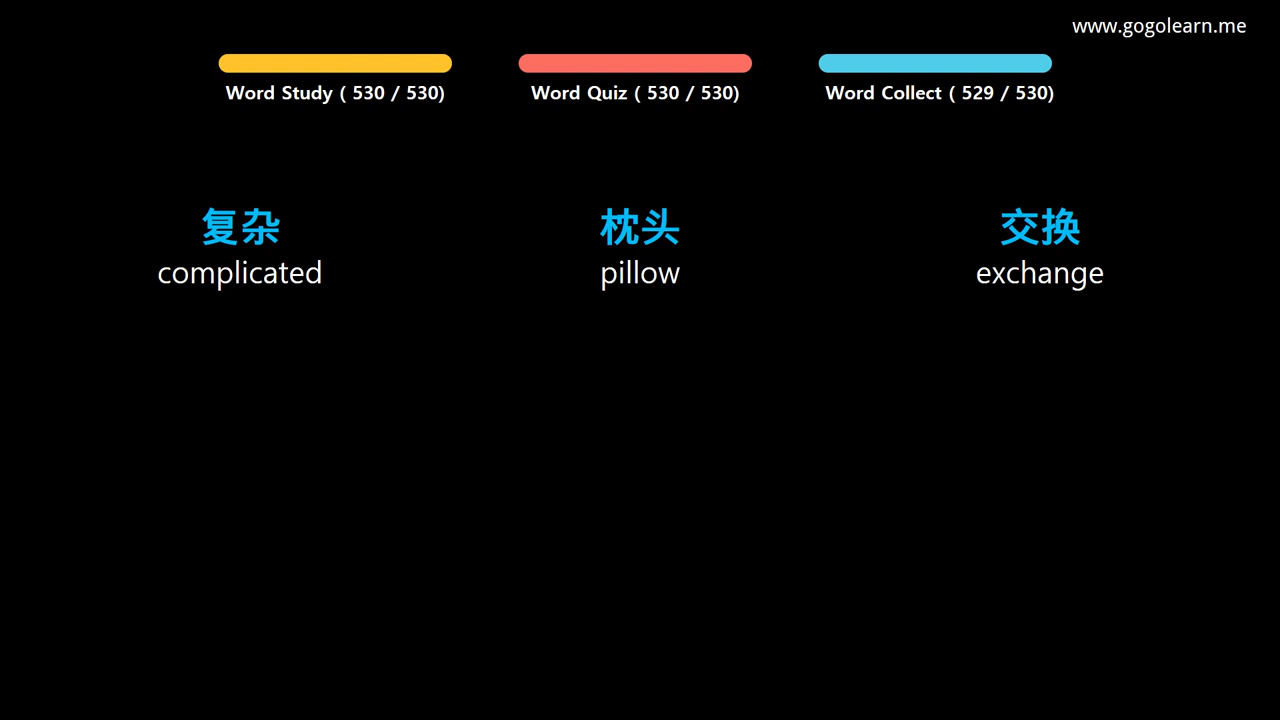 www.gogolearn.me
Word Study ( 530 / 530)
Word Quiz ( 530 / 530)
Word Collect ( 529 / 530)
复杂
complicated
枕头
pillow
交换
exchange